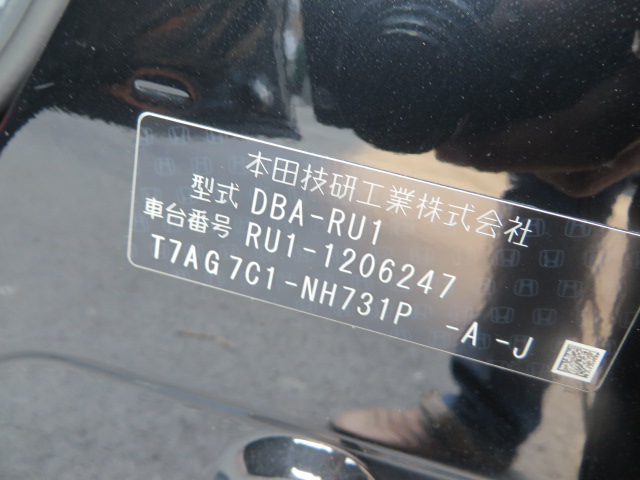 本田技研工業株式会社
型式 DBA-RU1
車台番号 RU1-1206247
T7AG7C1-NH731P -A-J